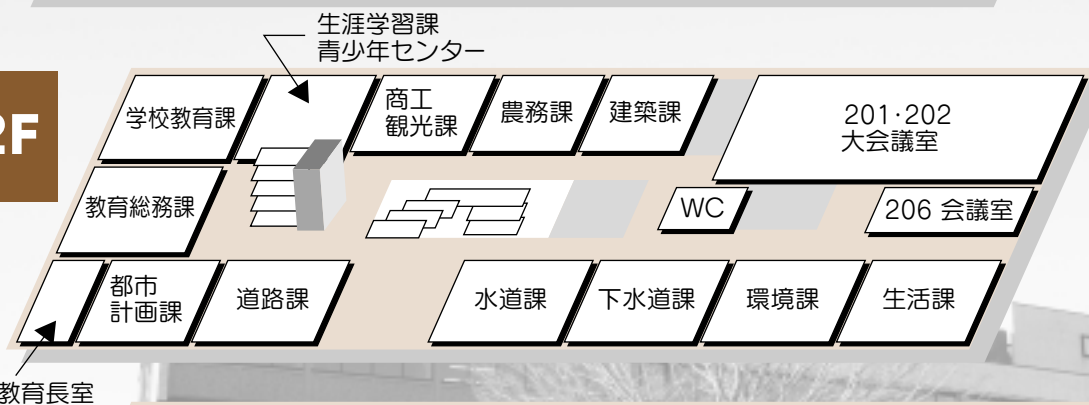 生涯学習課
青少年センター
2F
学校教育課
商工
観光課
農務課
建築課
201·202
大会議室
教育総務課
WC
206 会議室
都市
計画課
道路課
水道課
下水道課
環境課
生活課
教育長室